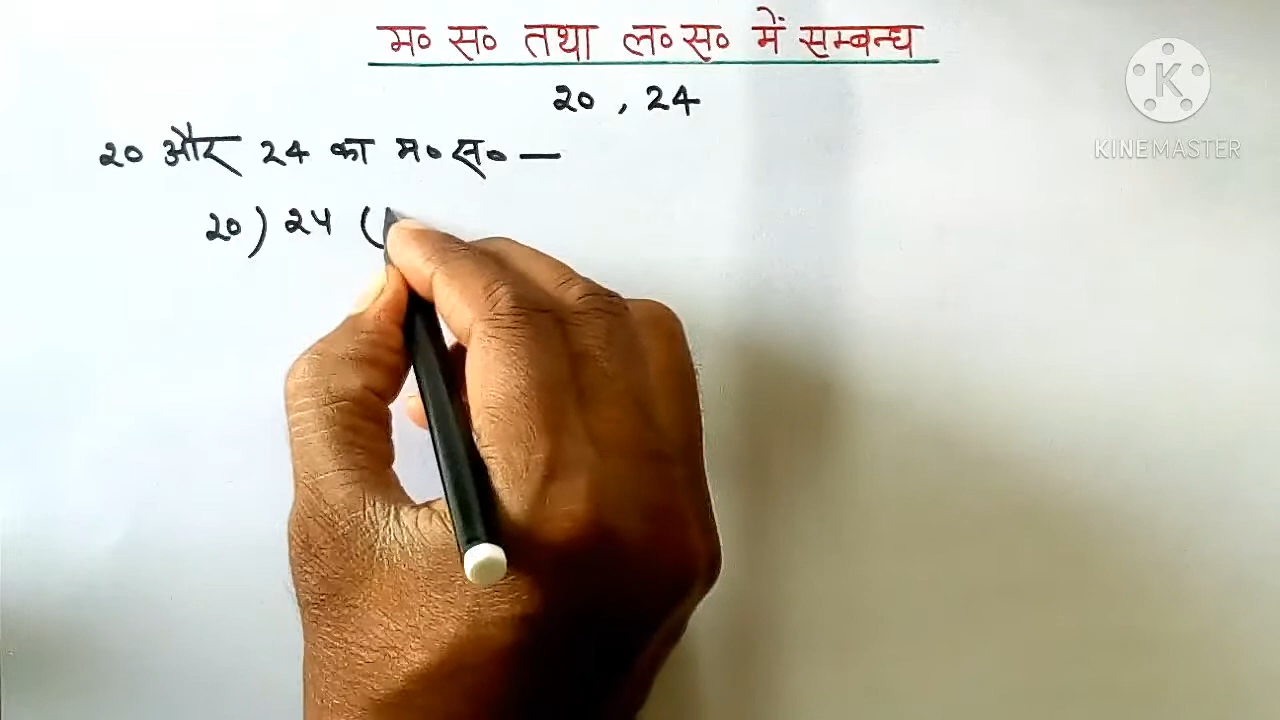 म० स० तथा ल० स० में सम्बन्ध
20 , 24
K
KINEMASTER
20 और 24 का म० स० —
20 ) 24 (